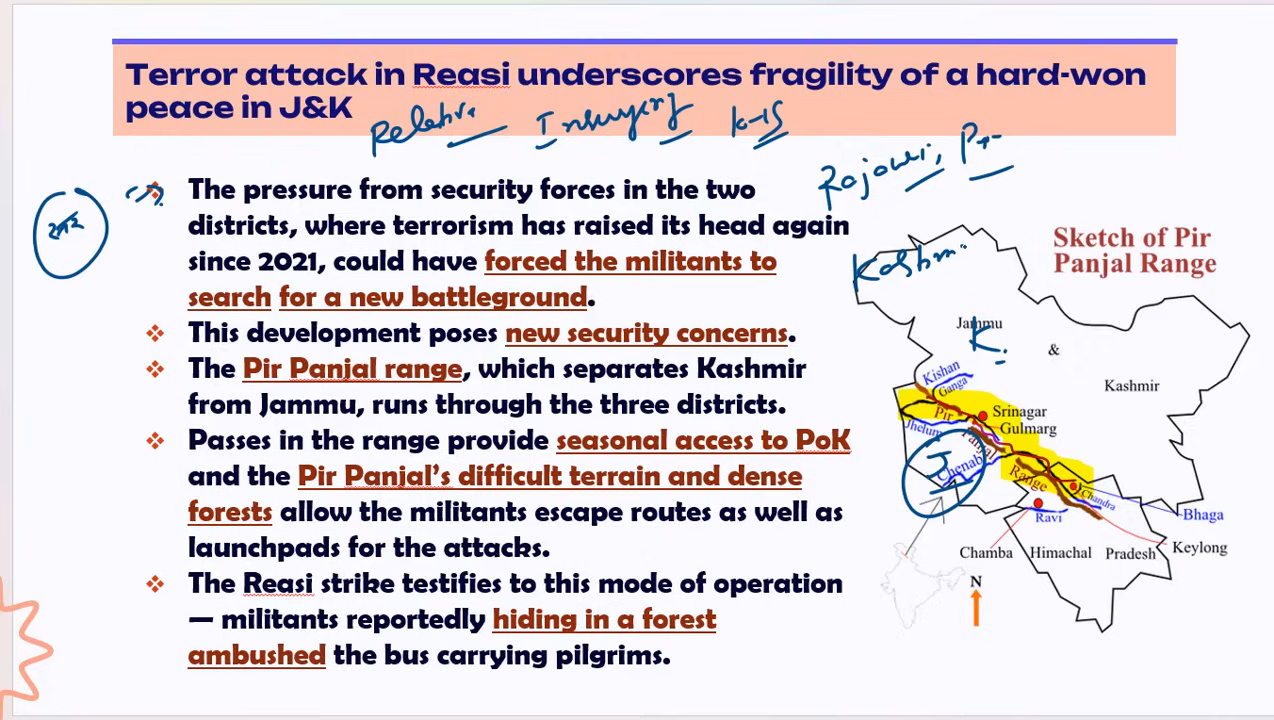 Terror attack in Reasi underscores fragility of a hard-won
peace in J&K
Relative Insurgency K-15
Rajouri,
The pressure from security forces in the two
districts, where terrorism has raised its head again
since 2021, could have forced the militants to
search for a new battleground.
This development poses new security concerns.
The Pir Panjal range, which separates Kashmir
from Jammu, runs through the three districts.
Passes in the range provide seasonal access to PoK
and the Pir Panjal's difficult terrain and dense
forests allow the militants escape routes as well as
launchpads for the attacks.
The Reasi strike testifies to this mode of operation
— militants reportedly hiding in a forest
ambushed the bus carrying pilgrims.
Sketch of Pir
Panjal Range
Kashmi
Jammu
K.
&
Kashmir
Kishan
Ganga
Pir
Srinagar
Gulmarg
Jhelum
Panjal
J
Chenab
Range
Chandra
Ravi
Bhaga
Chamba
Himachal
Pradesh
Keylong
N